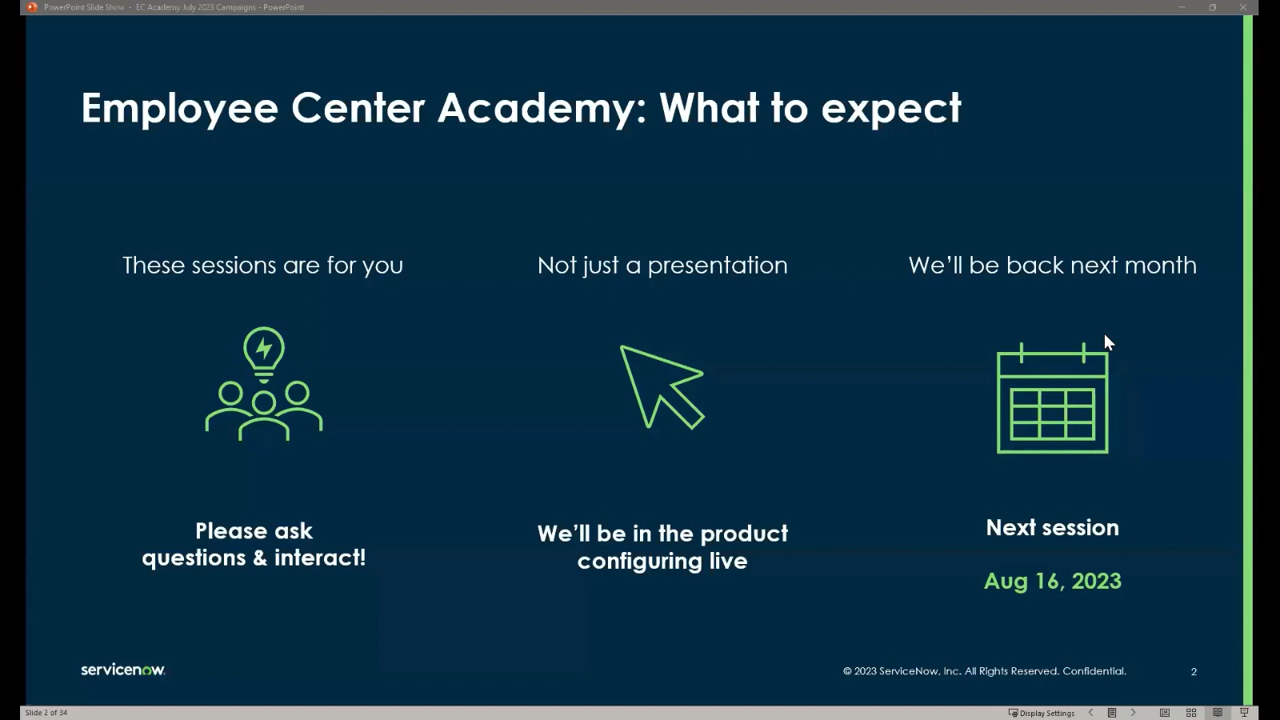 PowerPoint Slide Show - EC Academy July 2023 Campaigns - PowerPoint
Employee Center Academy: What to expect
These sessions are for you
Not just a presentation
We'll be back next month
Please ask
questions & interact!
We'll be in the product
configuring live
Next session
Aug 16, 2023
servicenow.
© 2023 ServiceNow, Inc. All Rights Reserved. Confidential.
2
Slide 2 of 34
Display Settings